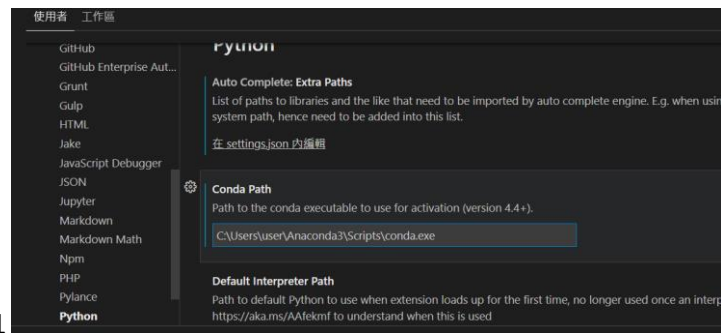 使用者 工作區
GitHub
GitHub Enterprise Aut...
Grunt
Gulp
HTML
Jake
JavaScript Debugger
JSON
Jupyter
Markdown
Markdown Math
Npm
PHP
Pylance
Python
Python
Auto Complete: Extra Paths
List of paths to libraries and the like that need to be imported by auto complete engine. E.g. when usin
system path, hence need to be added into this list.
在 settings.json 內編輯
Conda Path
Path to the conda executable to use for activation (version 4.4+).
C:\Users\user\Anaconda3\Scripts\conda.exe
Default Interpreter Path
Path to default Python to use when extension loads up for the first time, no longer used once an interp
https://aka.ms/AAfekmf to understand when this is used